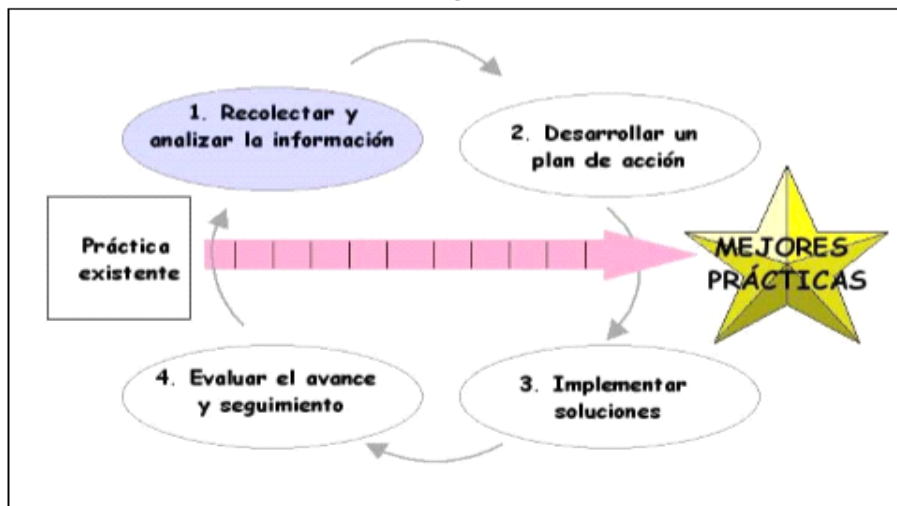 1. Recolectar y
analizar la información
2. Desarrollar un
plan de acción
Práctica
existente
MEJORES
PRÁCTICAS
4. Evaluar el avance
y seguimiento
3. Implementar
soluciones